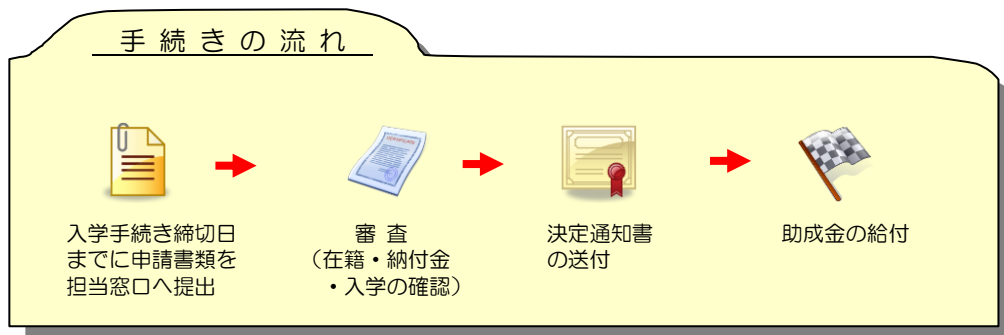 手続きの流れ
入学手続き締切日
までに申請書類を
担当窓口へ提出
審 査
（在籍・納付金
・入学の確認）
決定通知書
の送付
助成金の給付